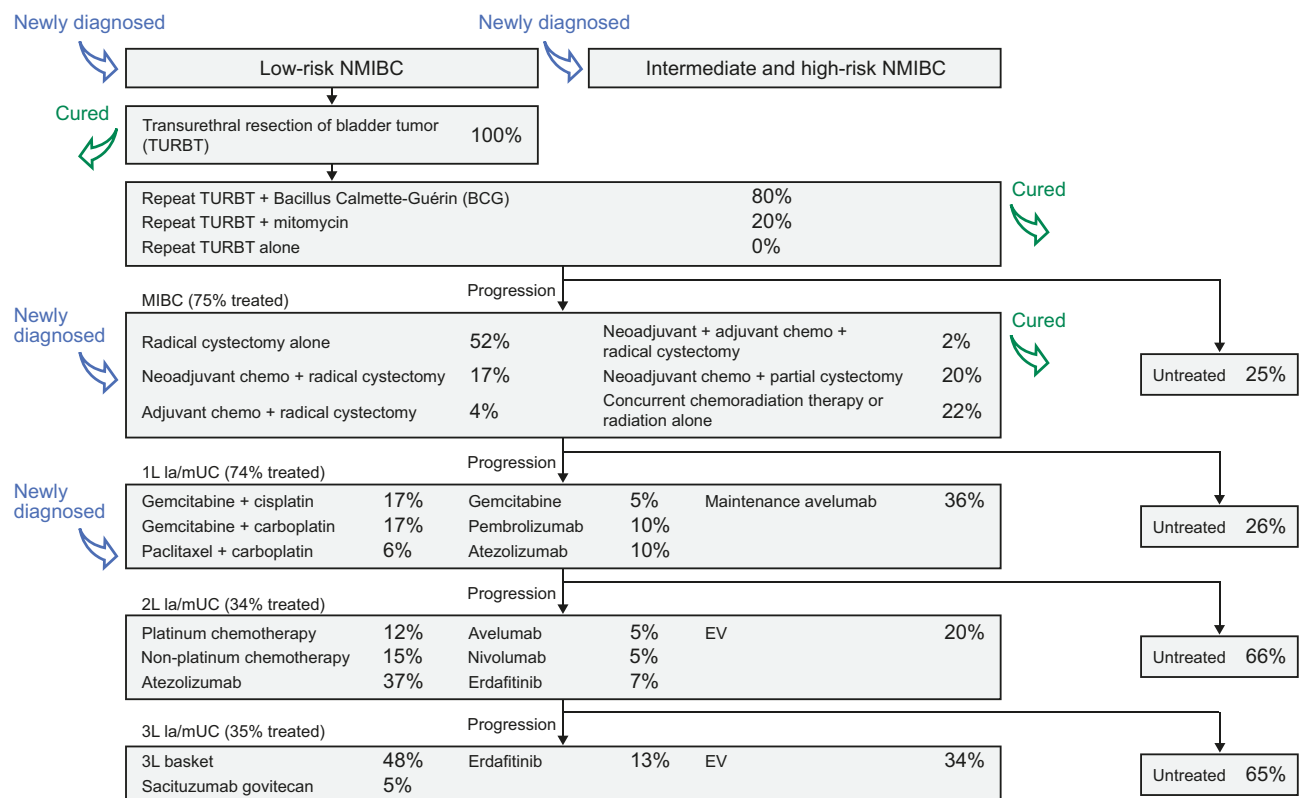 Newly diagnosed
Newly diagnosed
Low-risk NMIBC
Intermediate and high-risk NMIBC
Cured
Transurethral resection of bladder tumor
(TURBT)
100%
Repeat TURBT + Bacillus Calmette-Guérin (BCG) 80%
Repeat TURBT + mitomycin 20%
Repeat TURBT alone 0%
Cured
Progression
MIBC (75% treated)
Newly
diagnosed
Radical cystectomy alone 52%
Neoadjuvant chemo + radical cystectomy 17%
Adjuvant chemo + radical cystectomy 4%
Neoadjuvant + adjuvant chemo +
radical cystectomy
2%
Neoadjuvant chemo + partial cystectomy 20%
Concurrent chemoradiation therapy or
radiation alone
22%
Cured
Untreated 25%
Progression
1L la/mUC (74% treated)
Newly
diagnosed
Gemcitabine + cisplatin 17%
Gemcitabine + carboplatin 17%
Paclitaxel + carboplatin 6%
Gemcitabine 5%
Pembrolizumab 10%
Atezolizumab 10%
Maintenance avelumab 36%
Untreated 26%
Progression
2L la/mUC (34% treated)
Platinum chemotherapy 12%
Non-platinum chemotherapy 15%
Atezolizumab 37%
Avelumab 5%
Nivolumab 5%
Erdafitinib 7%
EV 20%
Untreated 66%
Progression
3L la/mUC (35% treated)
3L basket 48%
Sacituzumab govitecan 5%
Erdafitinib 13%
EV 34%
Untreated 65%